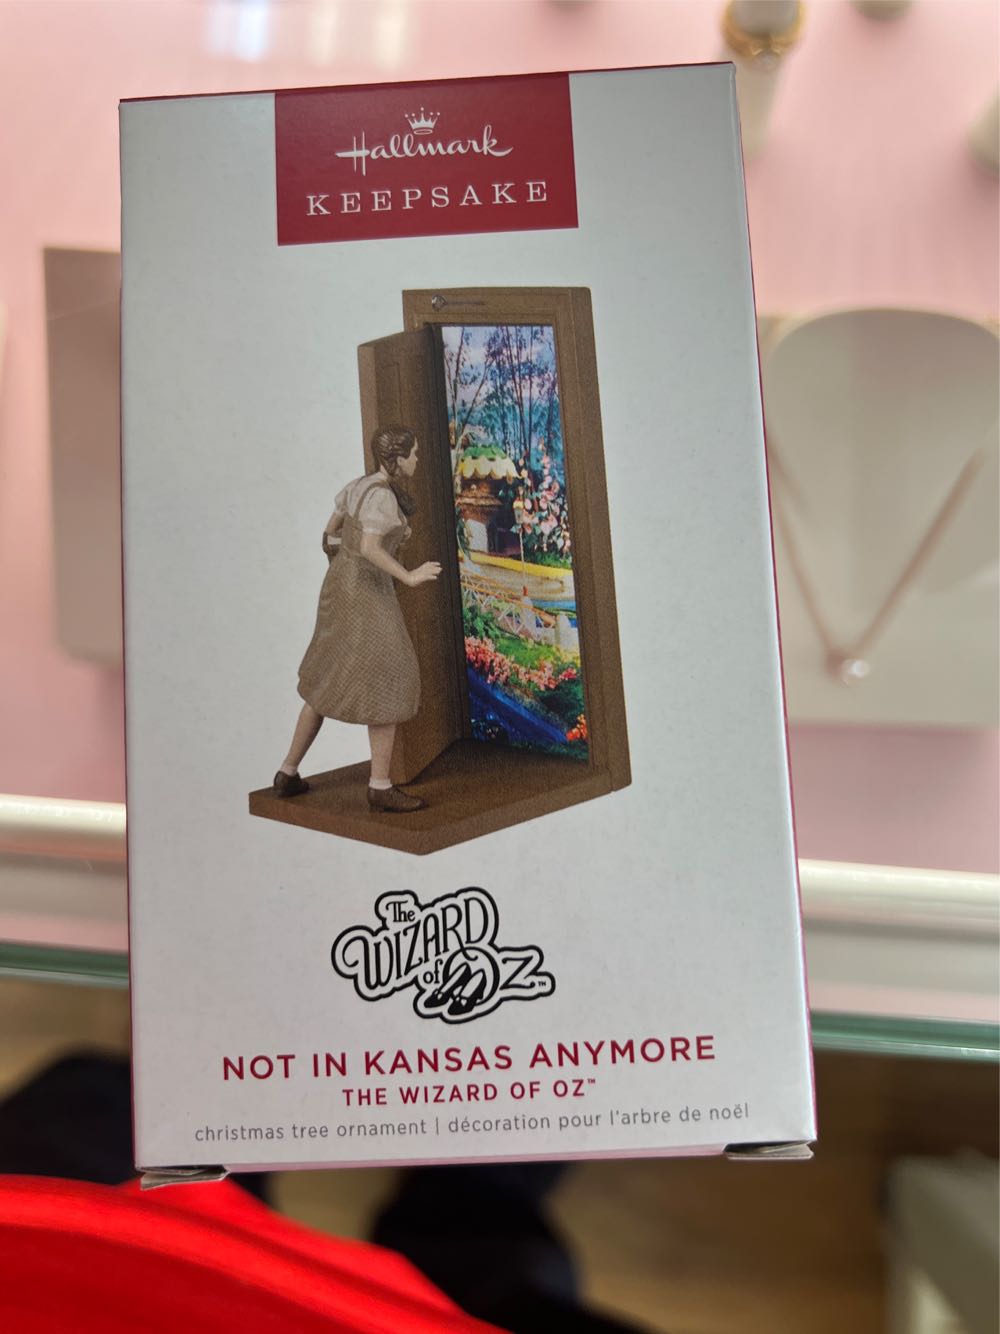 Hallmark
KEEPSAKE
The
WIZARD
of OZ™
NOT IN KANSAS ANYMORE
THE WIZARD OF OZ™
christmas tree ornament | décoration pour l'arbre de noël